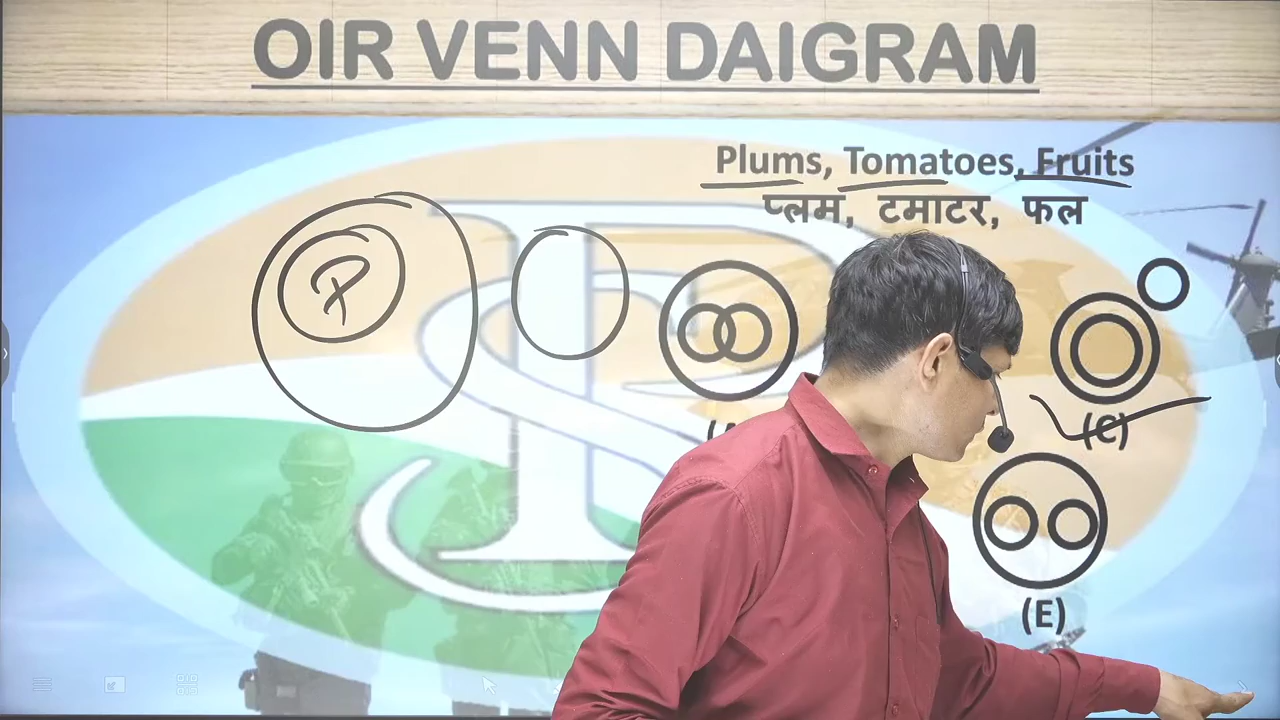 OIR VENN DAIGRAM
Plums, Tomatoes, Fruits
प्लम, टमाटर, फल
P
(C)
(E)